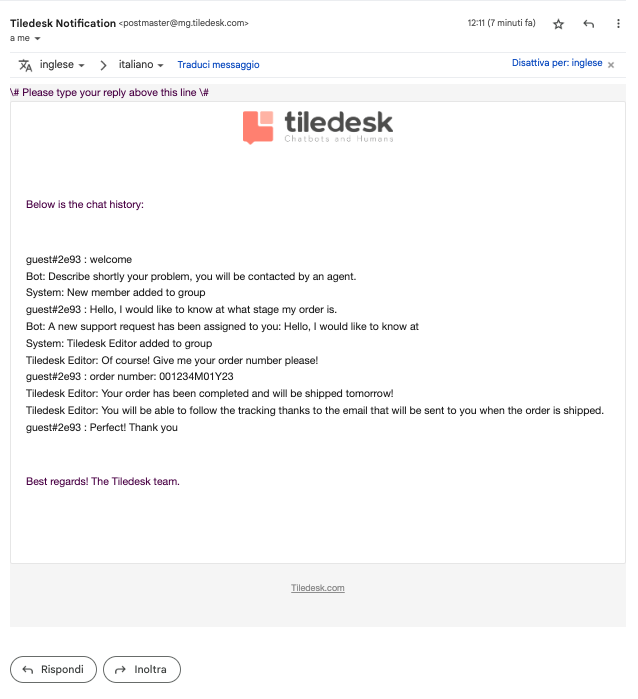 Tiledesk Notification <postmaster@mg.tiledesk.com>
12:11 (7 minuti fa)
a me
inglese
italiano
Traduci messaggio
Disattiva per: inglese
\# Please type your reply above this line \#
tiledesk
Chatbots and Humans
Below is the chat history:
guest#2e93 : welcome
Bot: Describe shortly your problem, you will be contacted by an agent.
System: New member added to group
guest#2e93 : Hello, I would like to know at what stage my order is.
Bot: A new support request has been assigned to you: Hello, I would like to know at
System: Tiledesk Editor added to group
Tiledesk Editor: Of course! Give me your order number please!
guest#2e93 : order number: 001234M01Y23
Tiledesk Editor: Your order has been completed and will be shipped tomorrow!
Tiledesk Editor: You will be able to follow the tracking thanks to the email that will be sent to you when the order is shipped.
guest#2e93 : Perfect! Thank you
Best regards! The Tiledesk team.
Tiledesk.com
Rispondi
Inoltra